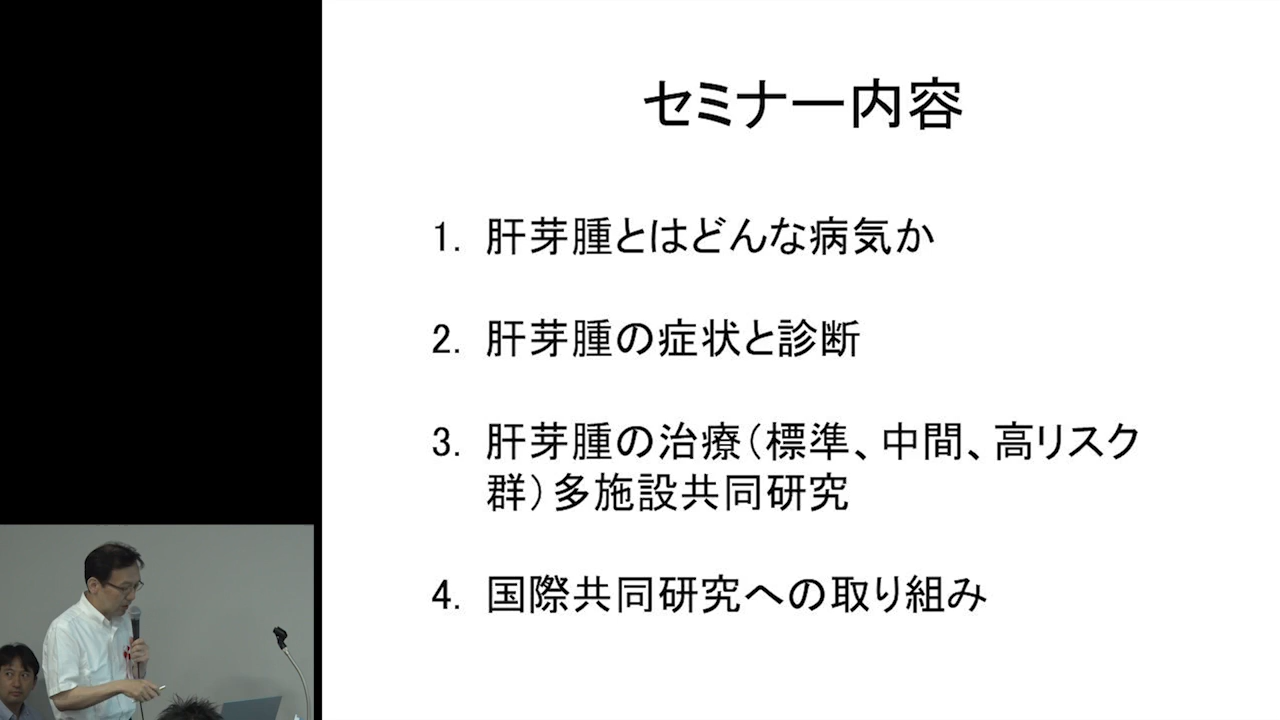 セミナー内容
1. 肝芽腫とはどんな病気か
2. 肝芽腫の症状と診断
3. 肝芽腫の治療（標準、中間、高リスク
群）多施設共同研究
4. 国際共同研究への取り組み